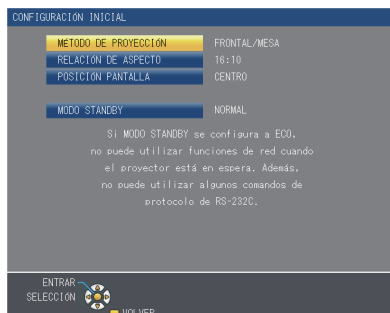 CONFIGURACIÓN INICIAL
MÉTODO DE PROYECCIÓN FRONTAL/MESA
RELACIÓN DE ASPECTO 16:10
POSICIÓN PANTALLA CENTRO
MODO STANDBY NORMAL
Si MODO STANDBY se configura a ECO,
no puede utilizar funciones de red cuando
el proyector está en espera. Además,
no puede utilizar algunos comandos de
protocolo de RS-232C.
ENTRAR
SELECCIÓN
VOLVER